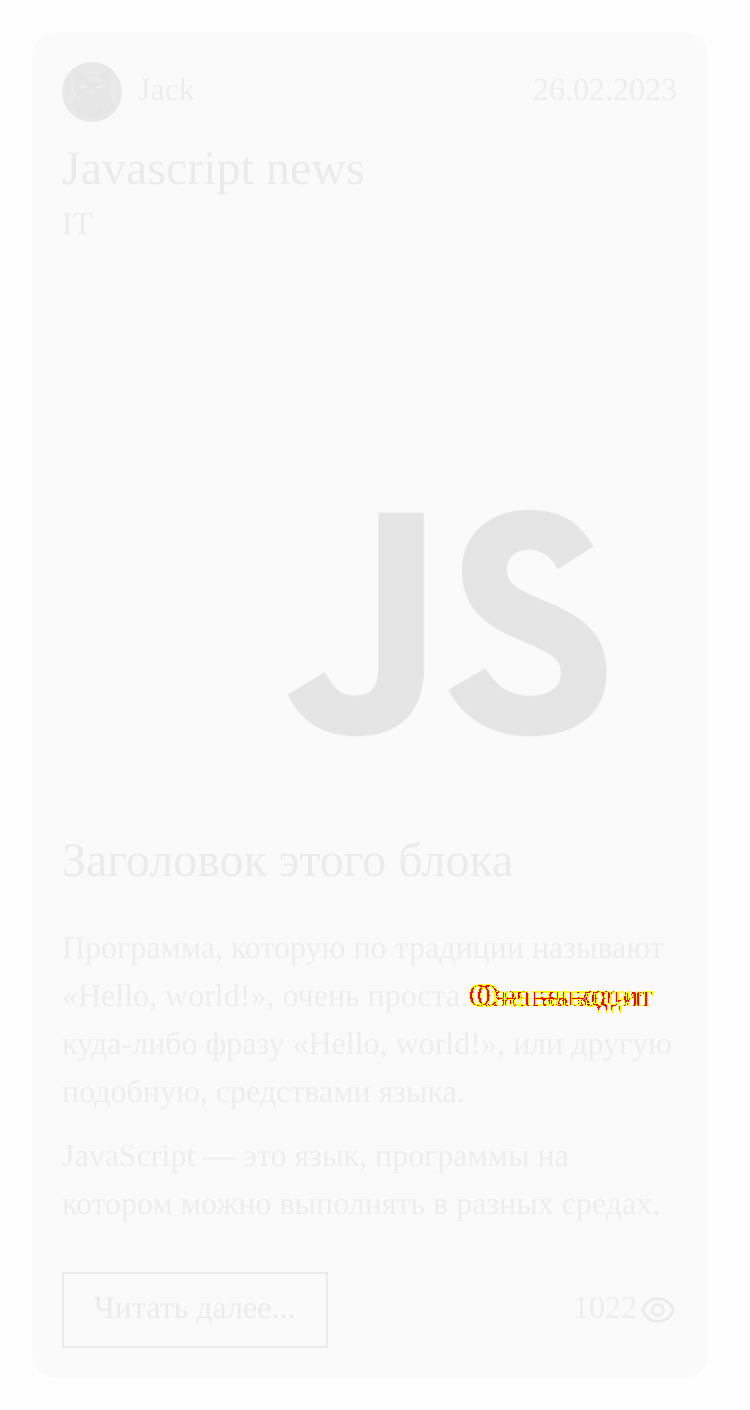 Jack
26.02.2023
Javascript news
IT
JS
Заголовок этого блока
Программа, которую по традиции называют
«Hello, world!», очень проста. Она выводит
куда-либо фразу «Hello, world!», или другую
подобную, средствами языка.
JavaScript — это язык, программы на
котором можно выполнять в разных средах.
Читать далее...
1022